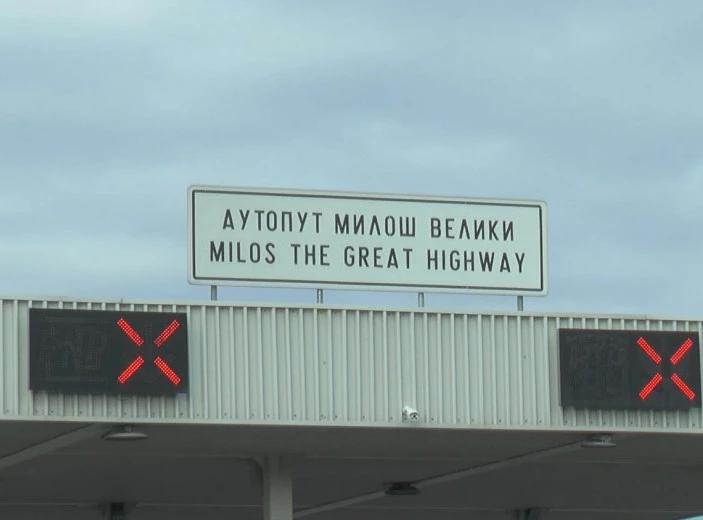 АУТОПУТ МИЛОШ ВЕЛИКИ
MILOS THE GREAT HIGHWAY